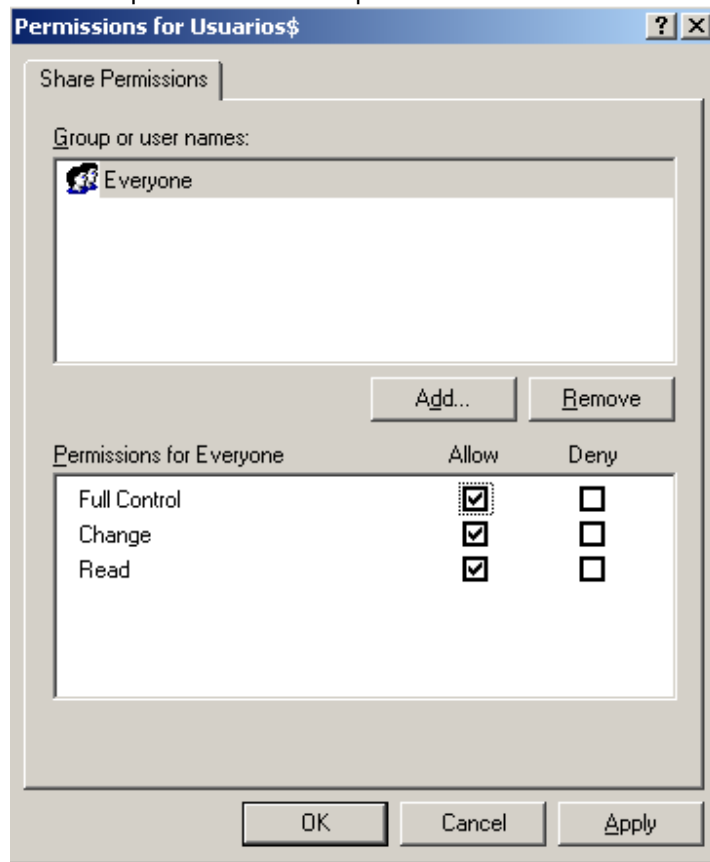 Permissions for Usuarios$
Share Permissions
Group or user names:
Everyone
Add... Remove
Permissions for Everyone Allow Deny
Full Control
Change
Read
OK Cancel Apply